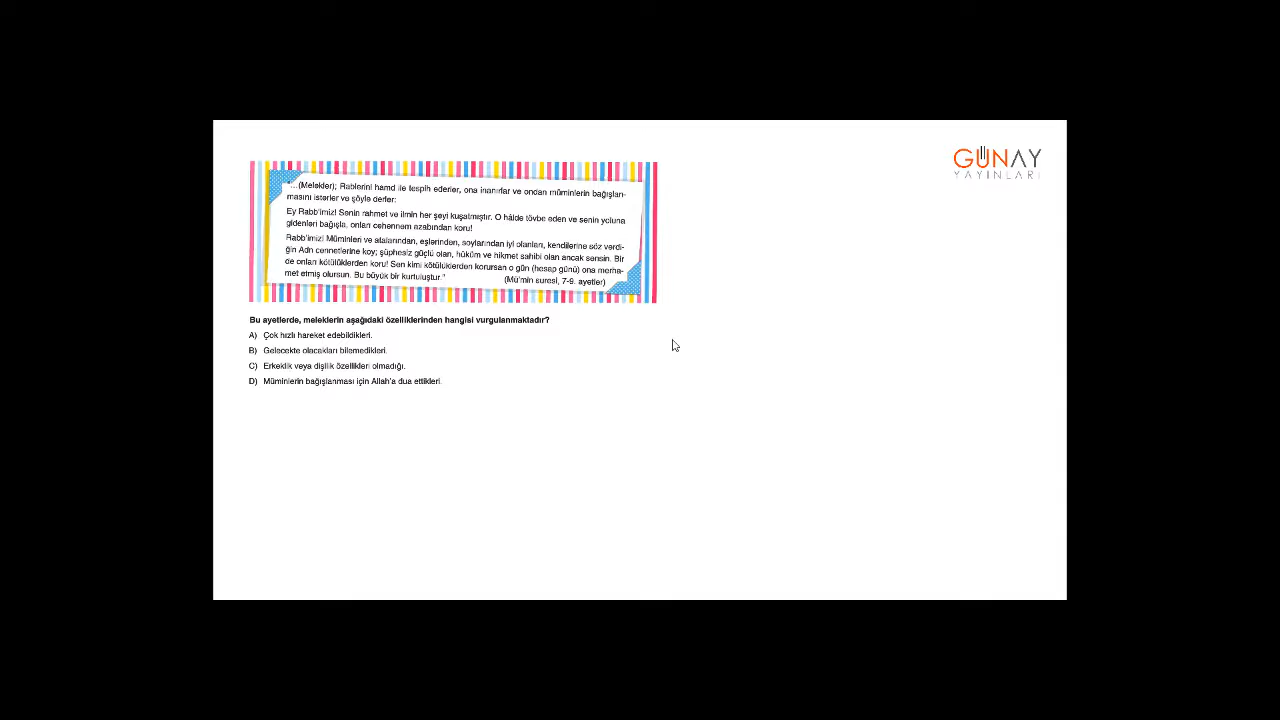 GÜNAY
YAYINLARI
"...(Melekler); Rablerini hamd ile tespih ederler, ona inanırlar ve ondan müminlerin bağışlan-
masını isterler ve şöyle derler:
Ey Rabb'imiz! Senin rahmet ve ilmin her şeyi kuşatmıştır. O hâlde tövbe eden ve senin yoluna
gidenleri bağışla, onları cehennem azabından koru!
Rabb'imiz! Müminleri ve atalarından, eşlerinden, soylarından iyi olanları, kendilerine söz verdi-
ğin Adn cennetlerine koy; şüphesiz güçlü olan, hüküm ve hikmet sahibi olan ancak sensin. Bir
de onları kötülüklerden koru! Sen kimi kötülüklerden korursan o gün (hesap günü) ona merha-
met etmiş olursun. Bu büyük bir kurtuluştur."
(Mü'min suresi, 7-9. ayetler)
Bu ayetlerde, meleklerin aşağıdaki özelliklerinden hangisi vurgulanmaktadır?
A) Çok hızlı hareket edebildikleri.
B) Gelecekte olacakları bilemedikleri.
C) Erkeklik veya dişilik özellikleri olmadığı.
D) Müminlerin bağışlanması için Allah'a dua ettikleri.